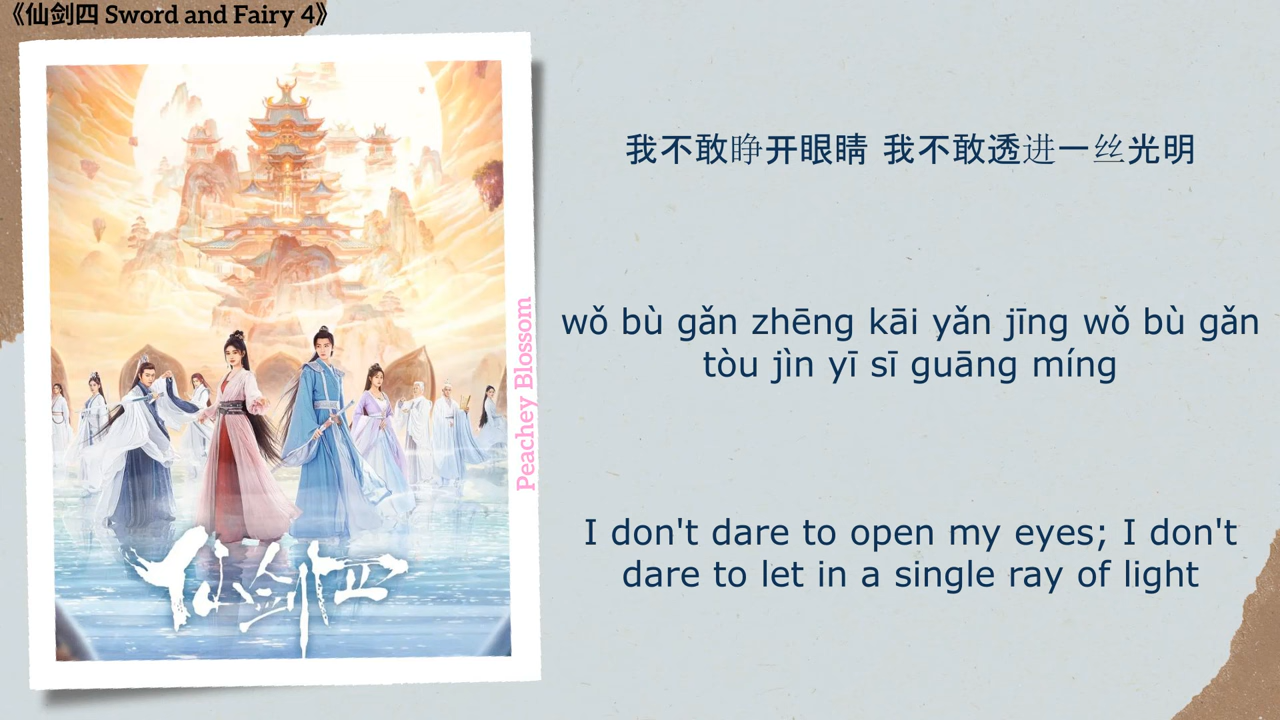 《仙剑四 Sword and Fairy 4》
仙剑四
Peachey Blossom
我不敢睁开眼睛 我不敢透进一丝光明
wǒ bù gǎn zhēng kāi yǎn jīng wǒ bù gǎn
tòu jìn yī sī guāng míng
I don't dare to open my eyes; I don't
dare to let in a single ray of light